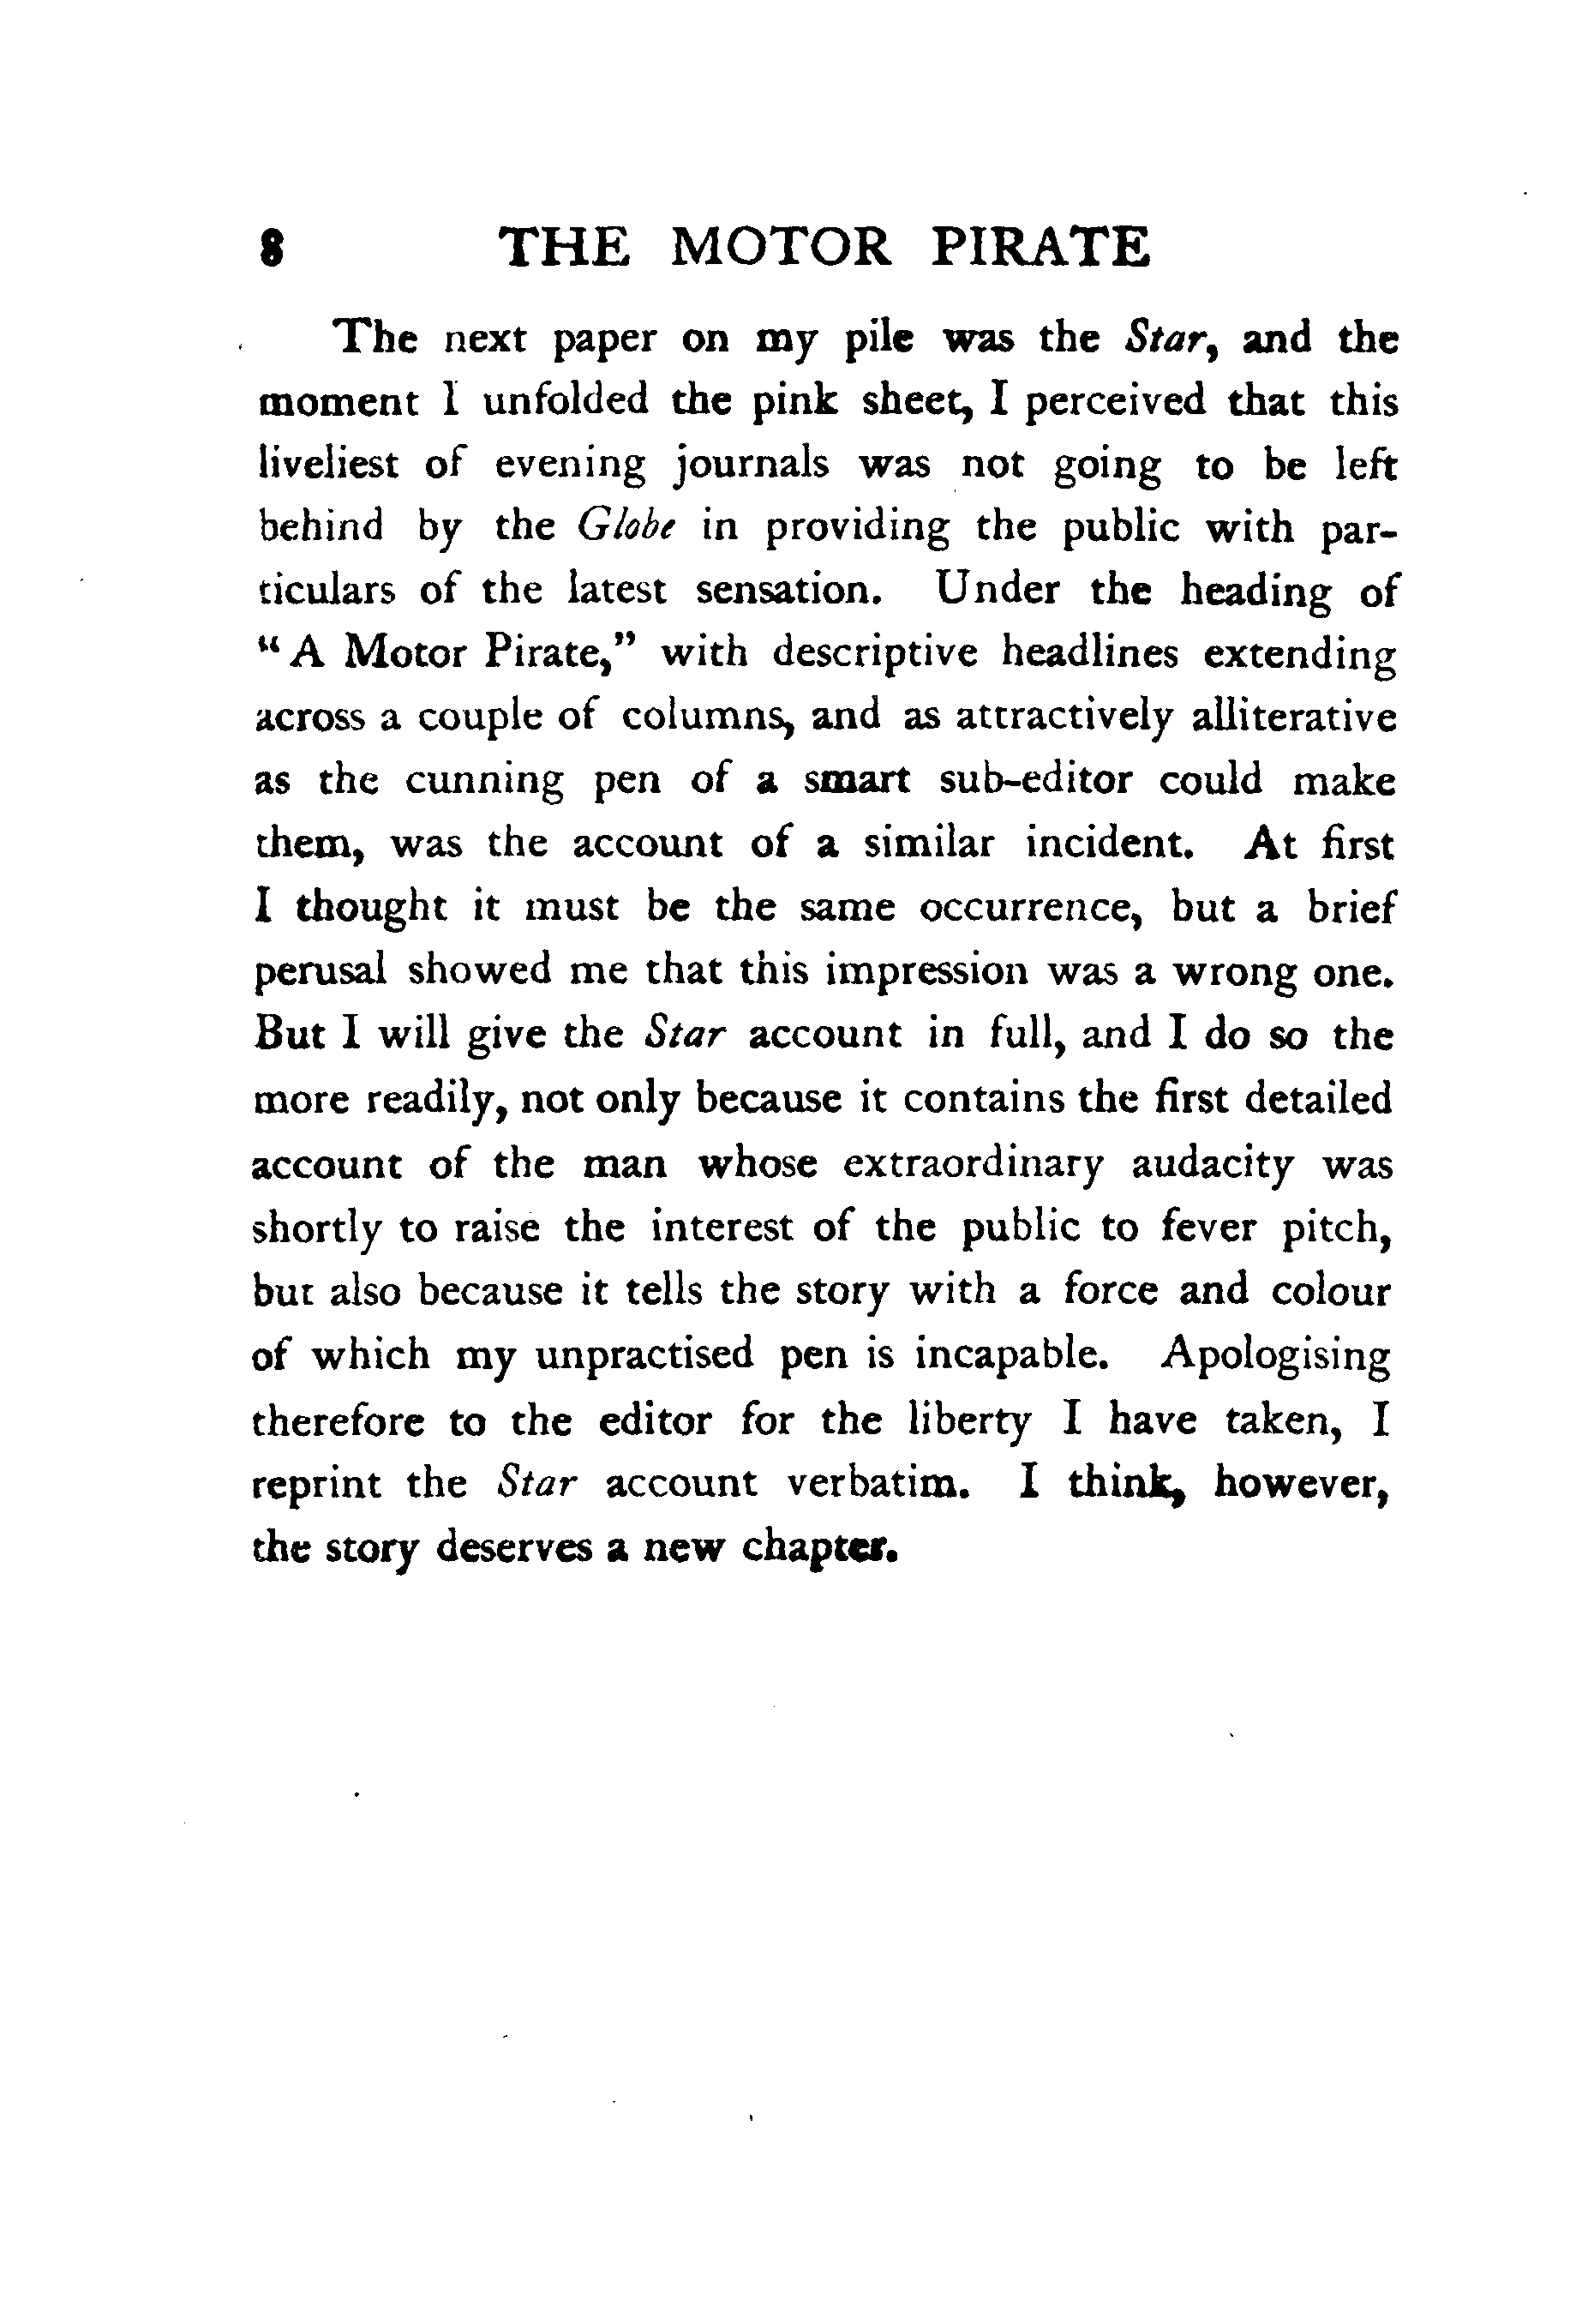 8 THE MOTOR PIRATE
The next paper on my pile was the Star, and the
moment I unfolded the pink sheet, I perceived that this
liveliest of evening journals was not going to be left
behind by the Globe in providing the public with par-
ticulars of the latest sensation. Under the heading of
“A Motor Pirate,” with descriptive headlines extending
across a couple of columns, and as attractively alliterative
as the cunning pen of a smart sub-editor could make
them, was the account of a similar incident. At first
I thought it must be the same occurrence, but a brief
perusal showed me that this impression was a wrong one.
But I will give the Star account in full, and I do so the
more readily, not only because it contains the first detailed
account of the man whose extraordinary audacity was
shortly to raise the interest of the public to fever pitch,
but also because it tells the story with a force and colour
of which my unpractised pen is incapable. Apologising
therefore to the editor for the liberty I have taken, I
reprint the Star account verbatim. I think, however,
the story deserves a new chapter.